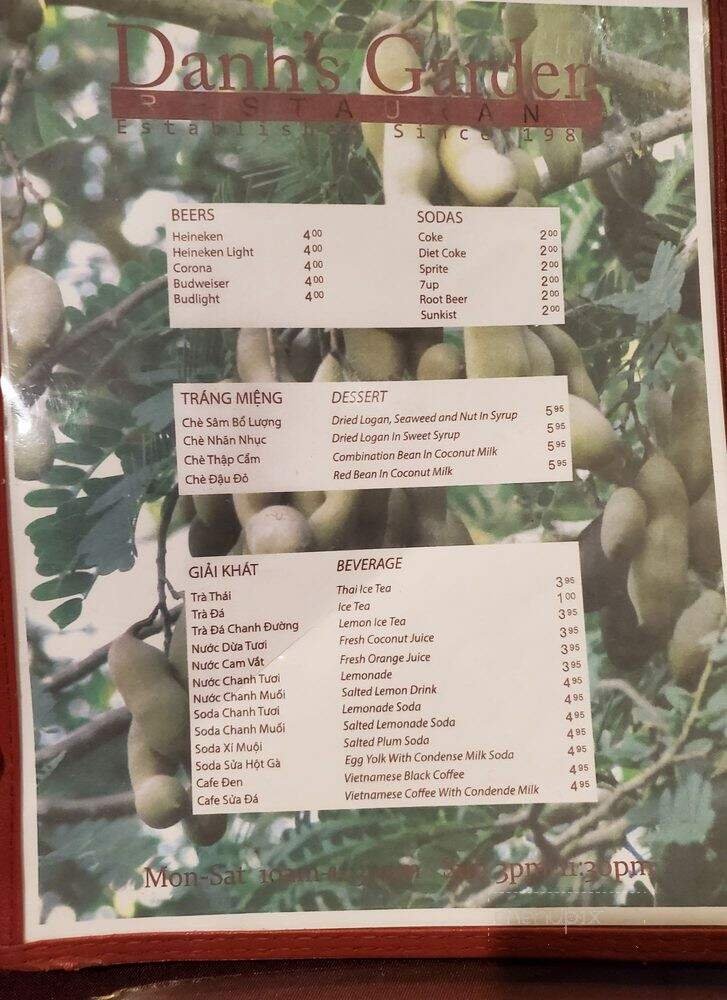 Danh's Garden
RESTAURAN
Established Since 198
BEERS
Heineken 4.00
Heineken Light 4.00
Corona 4.00
Budweiser 4.00
Budlight 4.00
SODAS
Coke 2.00
Diet Coke 2.00
Sprite 2.00
7up 2.00
Root Beer 2.00
Sunkist 2.00
TRÁNG MIỆNG DESSERT
Chè Sâm Bổ Lượng Dried Logan, Seaweed and Nut In Syrup 5.95
Chè Nhãn Nhục Dried Logan In Sweet Syrup 5.95
Chè Thập Cẩm Combination Bean In Coconut Milk 5.95
Chè Đậu Đỏ Red Bean In Coconut Milk 5.95
GIẢI KHÁT BEVERAGE
Trà Thái Thai Ice Tea 3.95
Trà Đá Ice Tea 1.00
Trà Đá Chanh Đường Lemon Ice Tea 3.95
Nước Dừa Tươi Fresh Coconut Juice 3.95
Nước Cam Vắt Fresh Orange Juice 3.95
Nước Chanh Tươi Lemonade 3.95
Nước Chanh Muối Salted Lemon Drink 4.95
Soda Chanh Tươi Lemonade Soda 4.95
Soda Chanh Muối Salted Lemonade Soda 4.95
Soda Xí Muội Salted Plum Soda 4.95
Soda Sữa Hột Gà Egg Yolk With Condense Milk Soda 4.95
Cafe Đen Vietnamese Black Coffee 4.95
Cafe Sữa Đá Vietnamese Coffee With Condende Milk 4.95
Mon-Sat 10am 3pm 11:30pm
menupix